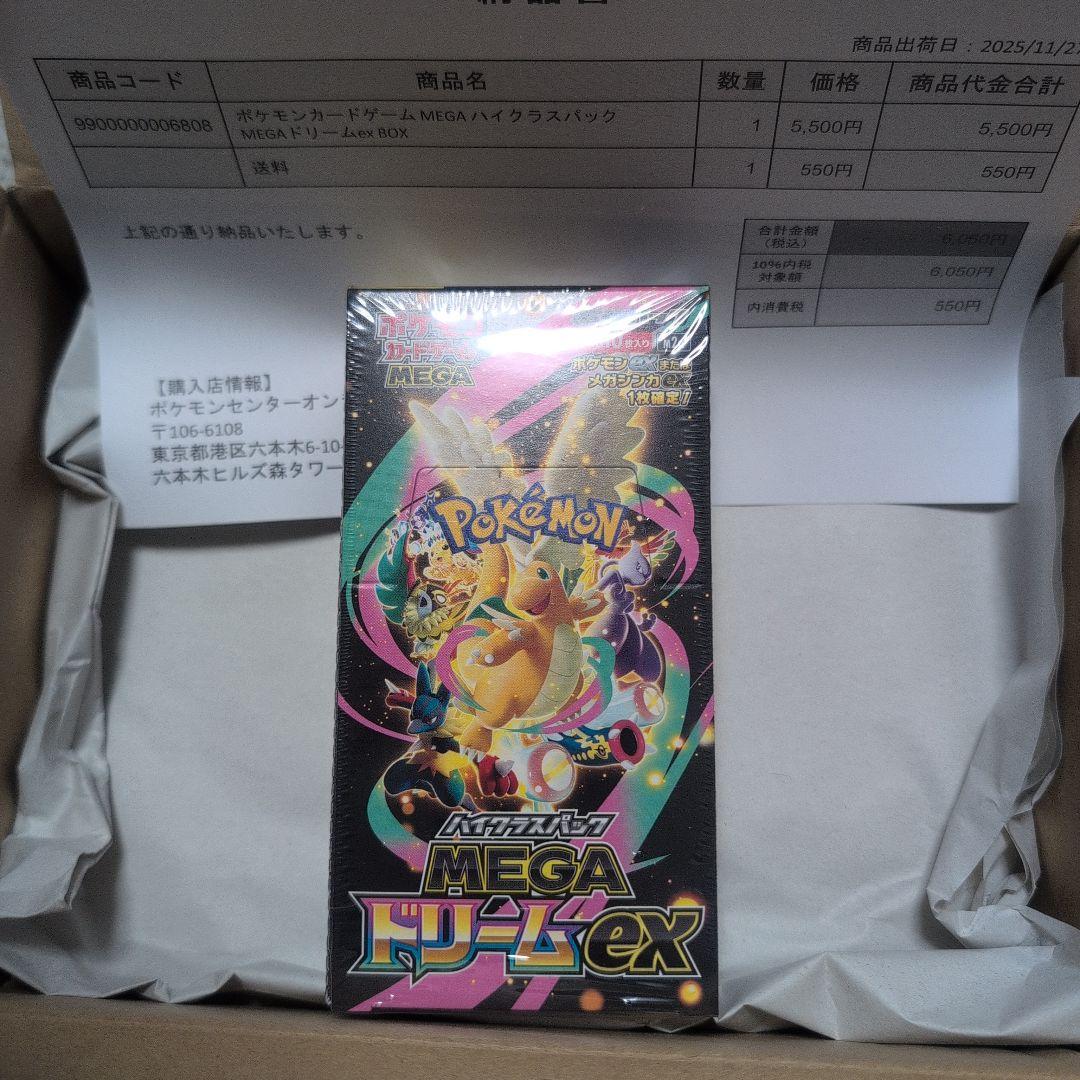 商品出荷日：2025/11/27
商品コード 商品名 数量 価格 商品代金合計
9900000006808 ポケモンカードゲーム MEGA ハイクラスパック
MEGAドリームex BOX 1 5,500円 5,500円
送料 1 550円 550円
上記の通り納品いたします。
合計金額
（税込） 6,050円
10%内税
対象額 6,050円
内消費税 550円
【購入店情報】
ポケモンセンターオン
〒106-6108
東京都港区六本木6-10-
六本木ヒルズ森タワー
ポケモン
カードゲーム
MEGA
枚入り
ポケモンexまたは
メガシンカex
1枚確定!
POKéMON
ハイクラスパック
MEGA
ドリームex